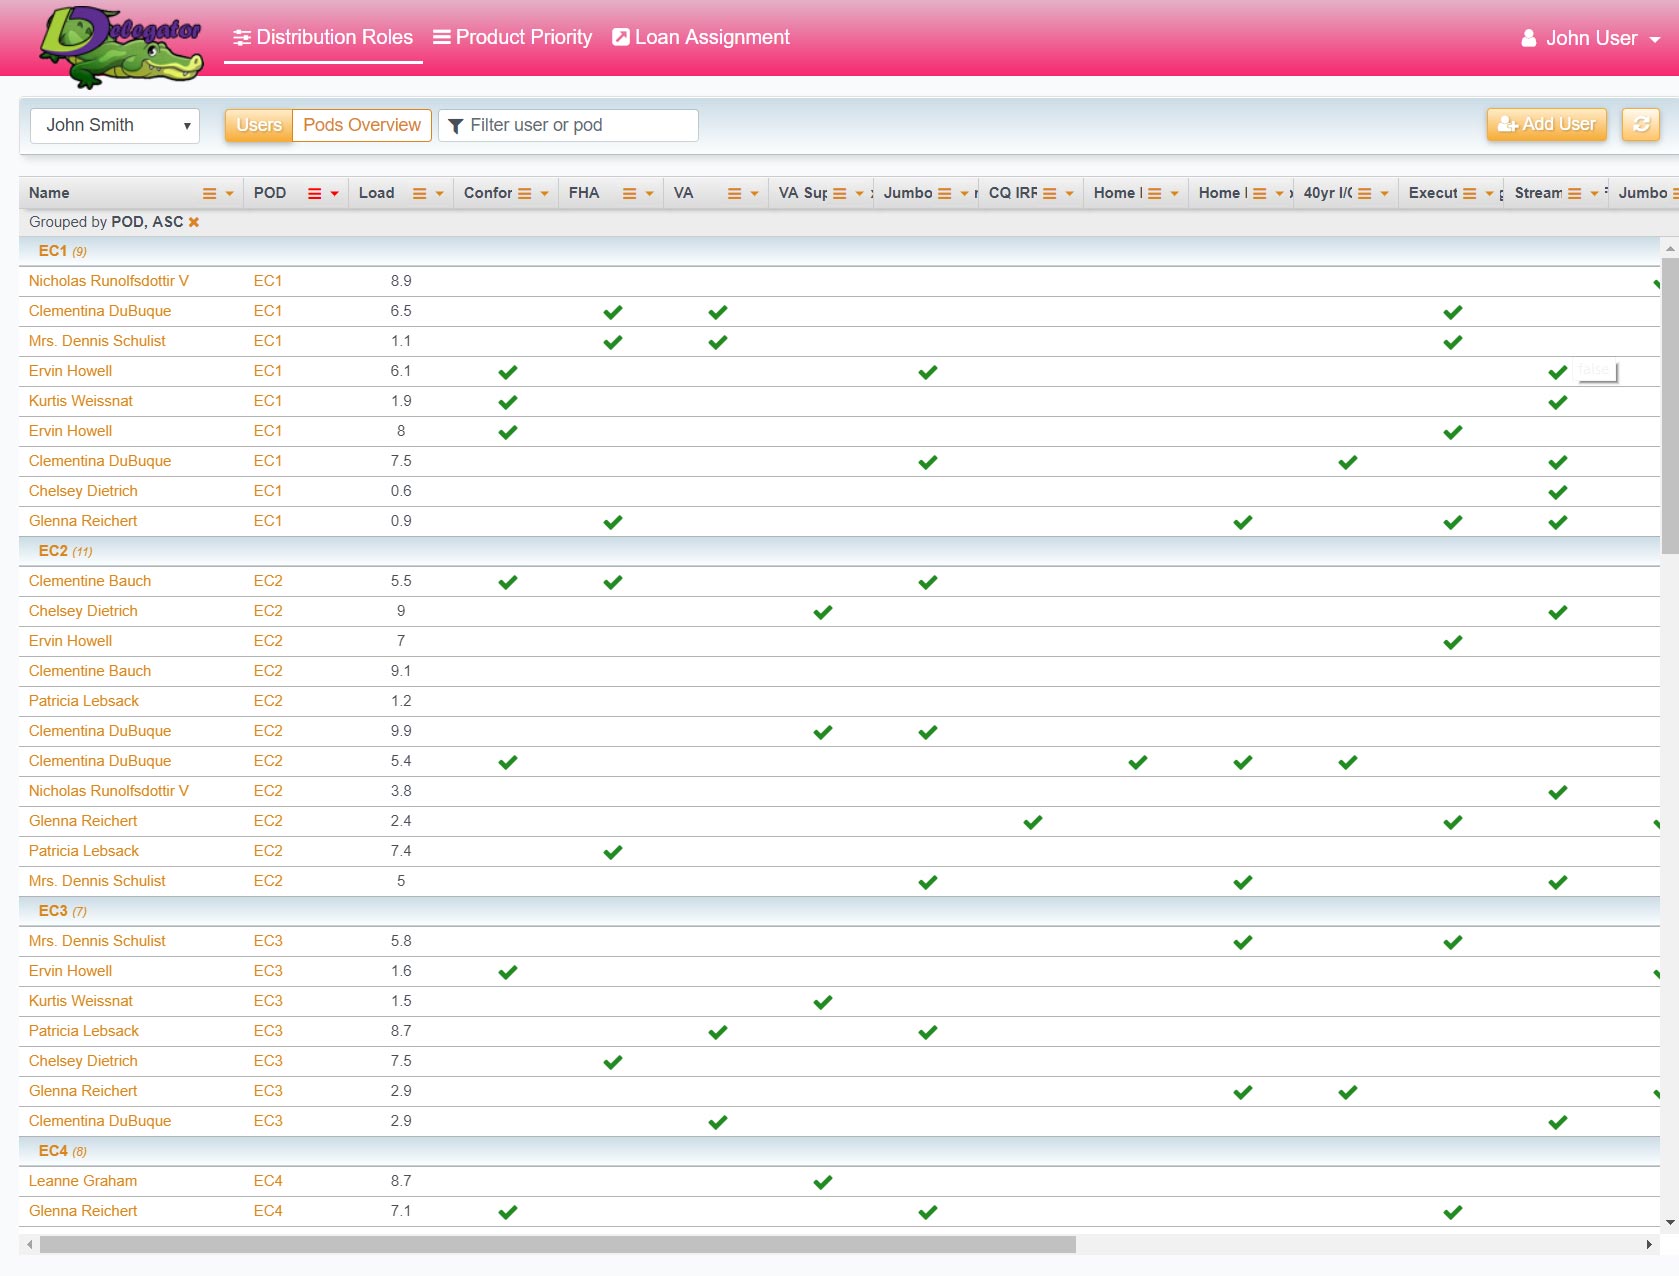 Delegator
Distribution Roles Product Priority Loan Assignment John User
John Smith Users Pods Overview Filter user or pod Add User
Name POD Load Confor FHA VA VA Sup Jumbo CQ IRR Home I Home I 40yr I/C Execut Stream Jumbo
Grouped by POD, ASC
EC1 (9)
Nicholas Runolfsdottir V EC1 8.9
Clementina DuBuque EC1 6.5
Mrs. Dennis Schulist EC1 1.1
Ervin Howell EC1 6.1 false
Kurtis Weissnat EC1 1.9
Ervin Howell EC1 8
Clementina DuBuque EC1 7.5
Chelsey Dietrich EC1 0.6
Glenna Reichert EC1 0.9
EC2 (11)
Clementine Bauch EC2 5.5
Chelsey Dietrich EC2 9
Ervin Howell EC2 7
Clementine Bauch EC2 9.1
Patricia Lebsack EC2 1.2
Clementina DuBuque EC2 9.9
Clementina DuBuque EC2 5.4
Nicholas Runolfsdottir V EC2 3.8
Glenna Reichert EC2 2.4
Patricia Lebsack EC2 7.4
Mrs. Dennis Schulist EC2 5
EC3 (7)
Mrs. Dennis Schulist EC3 5.8
Ervin Howell EC3 1.6
Kurtis Weissnat EC3 1.5
Patricia Lebsack EC3 8.7
Chelsey Dietrich EC3 7.5
Glenna Reichert EC3 2.9
Clementina DuBuque EC3 2.9
EC4 (8)
Leanne Graham EC4 8.7
Glenna Reichert EC4 7.1